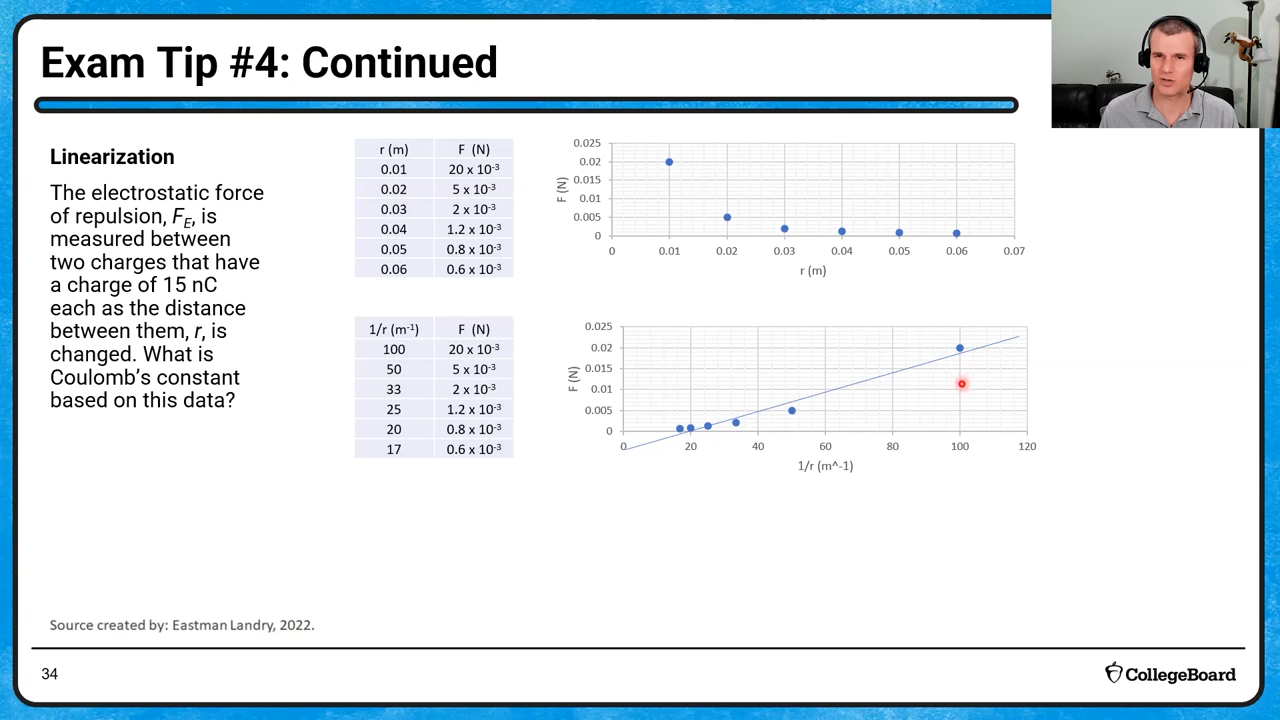 Exam Tip #4: Continued
Linearization
The electrostatic force
of repulsion, F_E, is
measured between
two charges that have
a charge of 15 nC
each as the distance
between them, r, is
changed. What is
Coulomb's constant
based on this data?
r (m) F (N)
0.01 20 x 10⁻³
0.02 5 x 10⁻³
0.03 2 x 10⁻³
0.04 1.2 x 10⁻³
0.05 0.8 x 10⁻³
0.06 0.6 x 10⁻³
F (N)
0.025
0.02
0.015
0.01
0.005
0
0 0.01 0.02 0.03 0.04 0.05 0.06 0.07
r (m)
1/r (m⁻¹) F (N)
100 20 x 10⁻³
50 5 x 10⁻³
33 2 x 10⁻³
25 1.2 x 10⁻³
20 0.8 x 10⁻³
17 0.6 x 10⁻³
F (N)
0.025
0.02
0.015
0.01
0.005
0
0 20 40 60 80 100 120
1/r (m^-1)
Source created by: Eastman Landry, 2022.
34
CollegeBoard